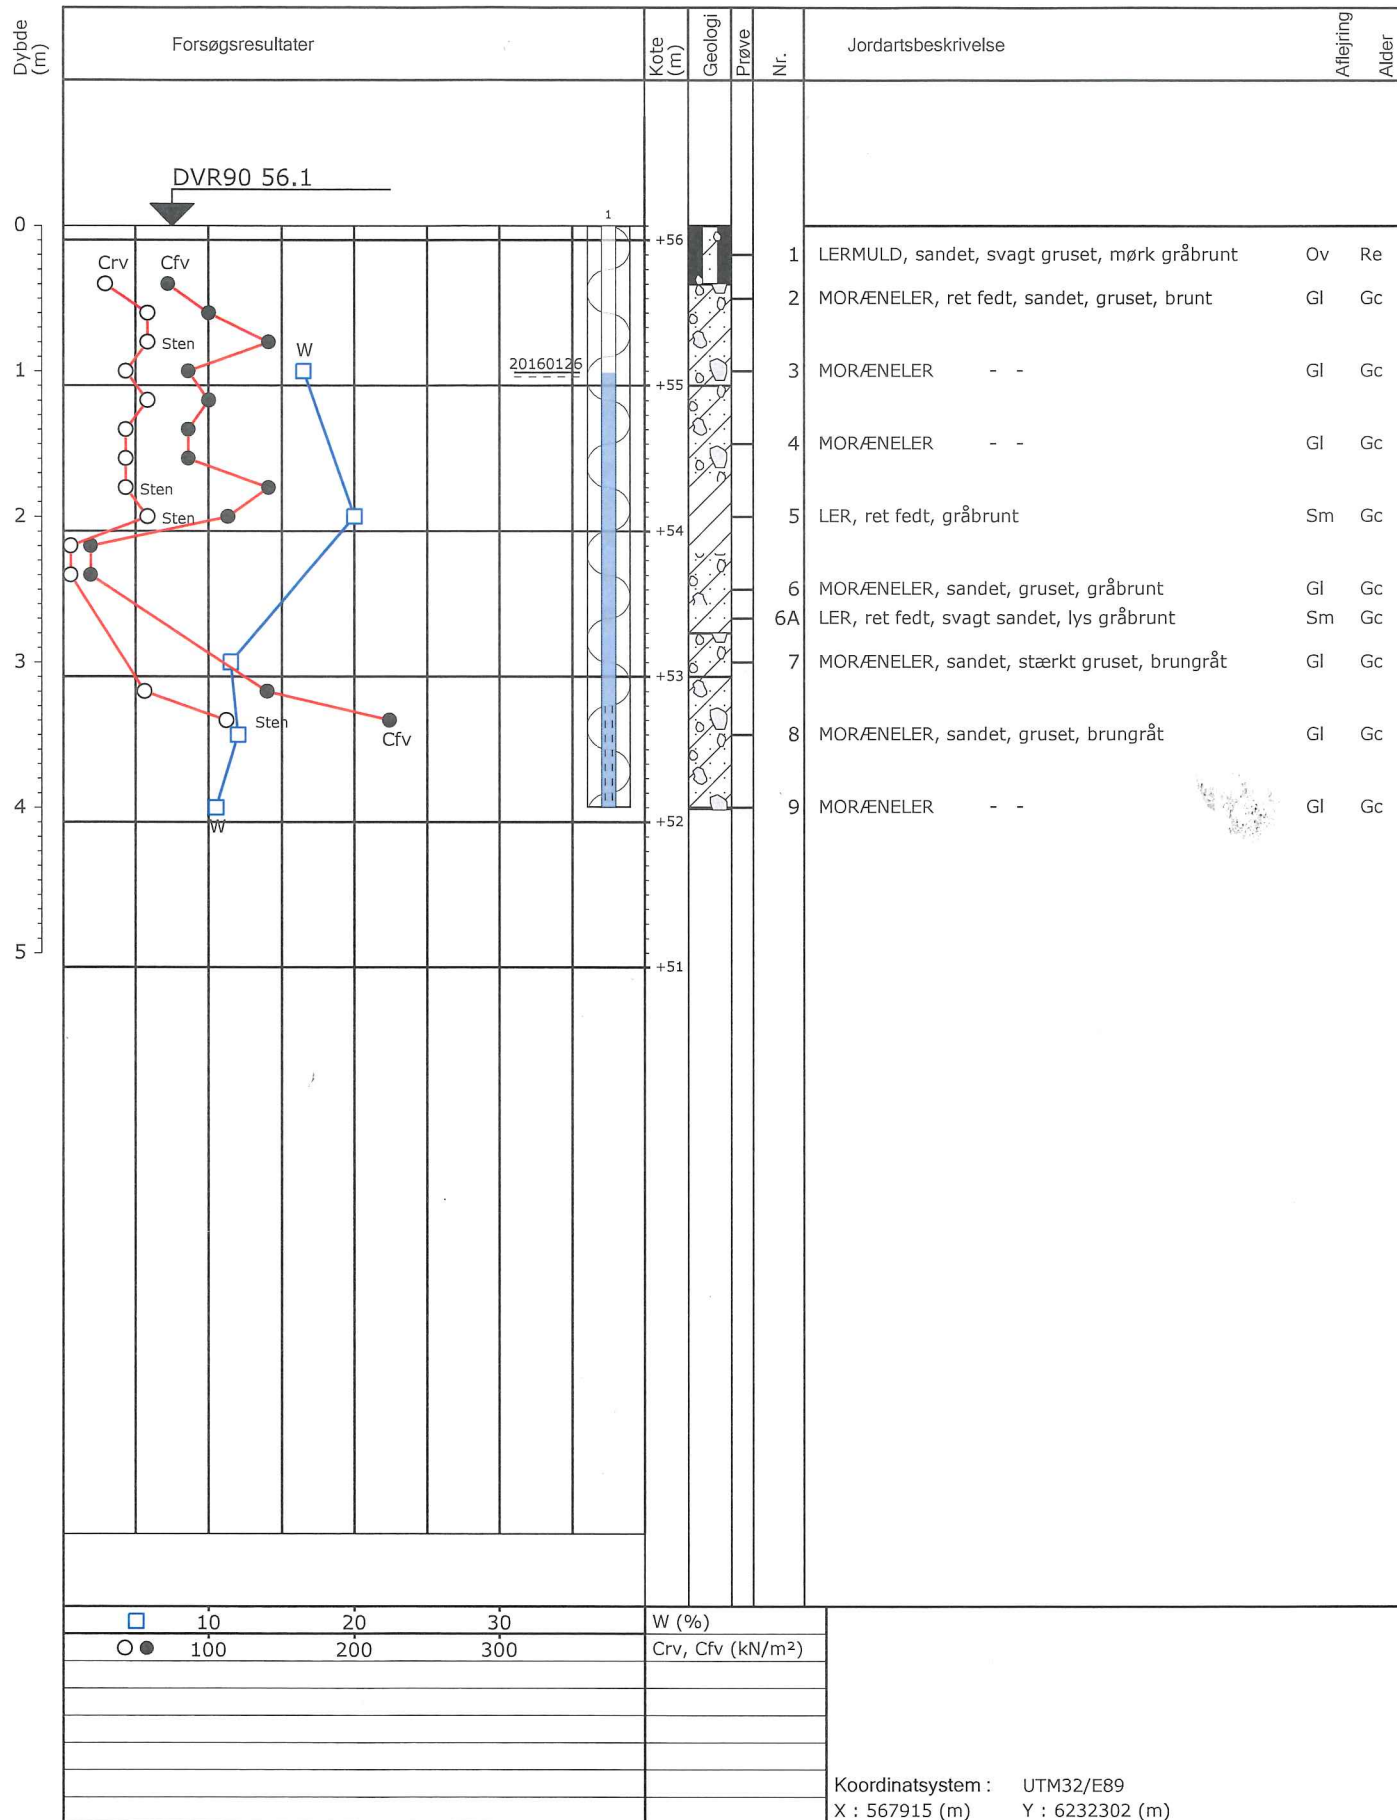 Dybde (m) Forsøgsresultater Kote (m) Geologi Prøve Nr. Jordartsbeskrivelse Aflejring Alder
DVR90 56.1
0 1 +56
1 LERMULD, sandet, svagt gruset, mørk gråbrunt Ov Re
Crv Cfv
2 MORÆNELER, ret fedt, sandet, gruset, brunt Gl Gc
Sten
W
20160126
1 3 MORÆNELER - - Gl Gc
+55
4 MORÆNELER - - Gl Gc
Sten
2 Sten 5 LER, ret fedt, gråbrunt Sm Gc
+54
6 MORÆNELER, sandet, gruset, gråbrunt Gl Gc
6A LER, ret fedt, svagt sandet, lys gråbrunt Sm Gc
3 7 MORÆNELER, sandet, stærkt gruset, brungråt Gl Gc
+53
Sten
Cfv
8 MORÆNELER, sandet, gruset, brungråt Gl Gc
4 9 MORÆNELER - - Gl Gc
W +52
5
+51
10 20 30 W (%)
100 200 300 Crv, Cfv (kN/m²)
Koordinatsystem : UTM32/E89
X : 567915 (m) Y : 6232302 (m)